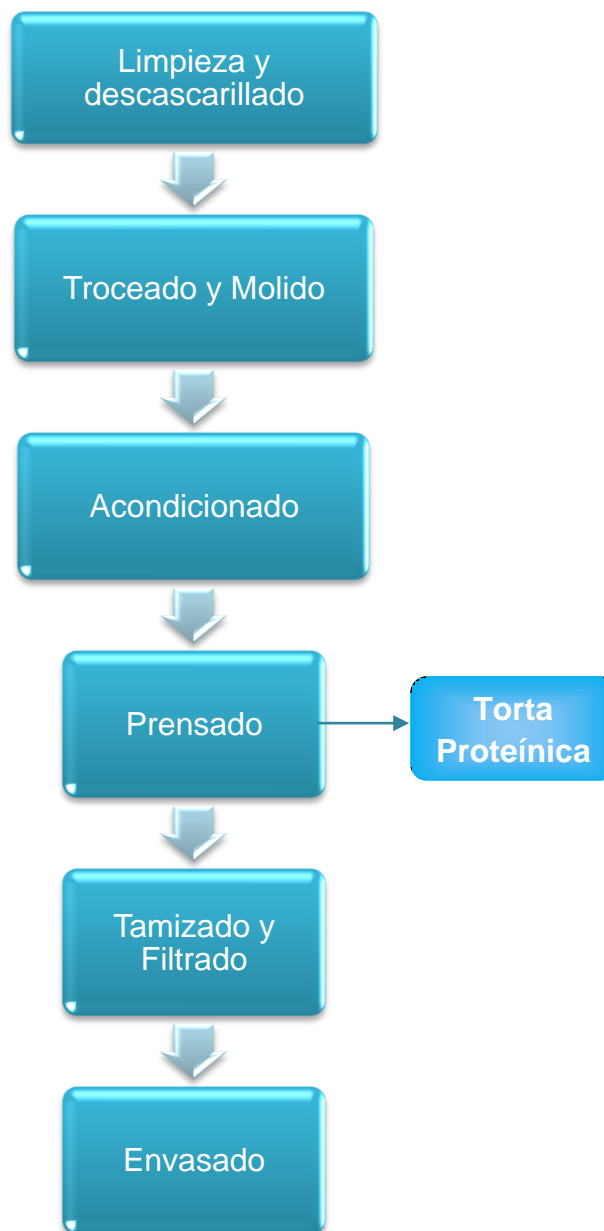 Limpieza y
descascarillado
Troceado y Molido
Acondicionado
Prensado
Torta
Proteínica
Tamizado y
Filtrado
Envasado